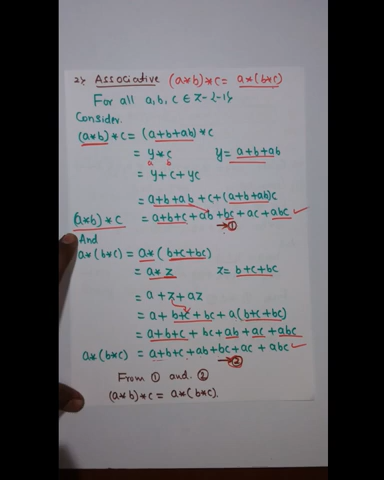 2) Associative (a*b)*c = a*(b*c)
For all a, b, c ∈ Z-{-1}
Consider.
(a*b)*c = (a+b+ab)*c
= y*c y = a+b+ab
a b
= y+c+yc
= a+b+ab +c+(a+b+ab)c
(a*b)*c = a+b+c+ab+bc+ac+abc ✓
→①
And
a*(b*c) = a*(b+c+bc)
= a*z z = b+c+bc
= a+z+az
= a+b+c+bc+a(b+c+bc)
= a+b+c+bc+ab+ac+abc
a*(b*c) = a+b+c+ab+bc+ac+abc ✓
→②
From ① and. ②
(a*b)*c = a*(b*c).